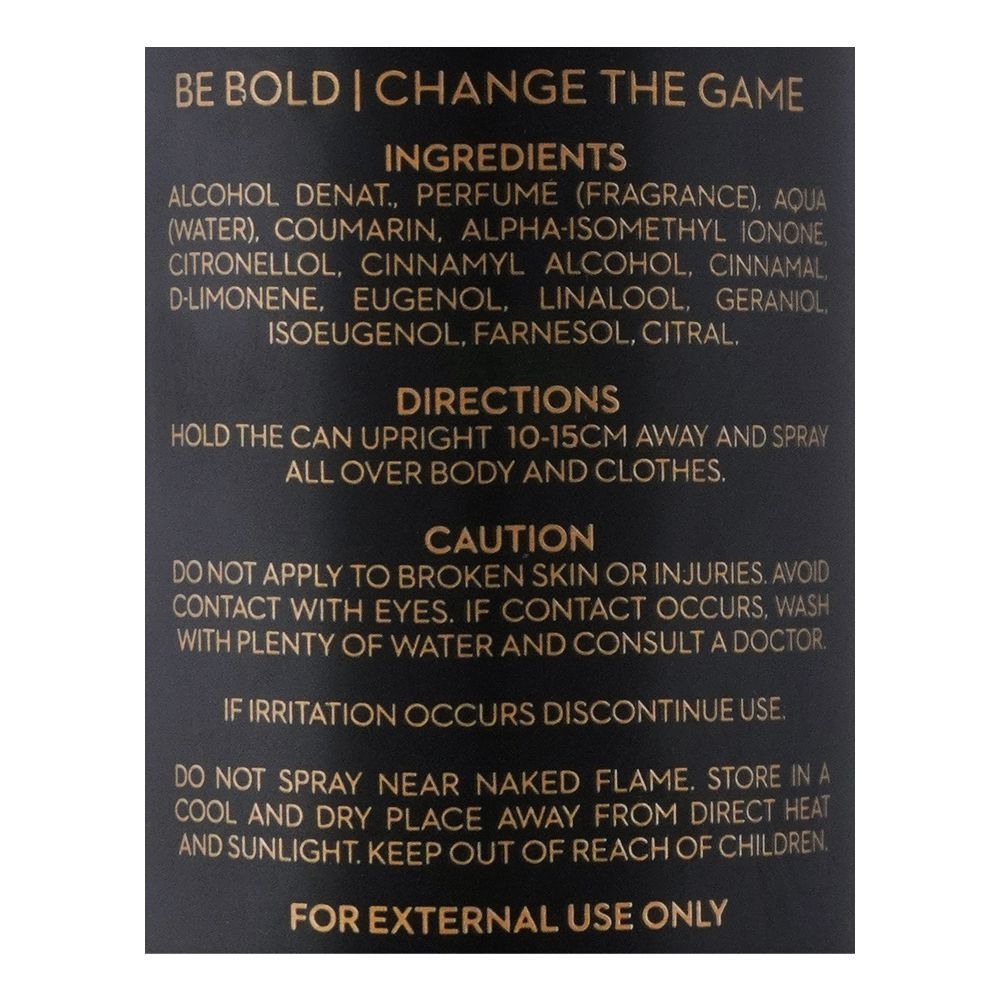 BE BOLD | CHANGE THE GAME
INGREDIENTS
ALCOHOL DENAT., PERFUME (FRAGRANCE), AQUA
(WATER), COUMARIN, ALPHA-ISOMETHYL IONONE,
CITRONELLOL, CINNAMYL ALCOHOL, CINNAMAL,
D-LIMONENE, EUGENOL, LINALOOL, GERANIOL,
ISOEUGENOL, FARNESOL, CITRAL.
DIRECTIONS
HOLD THE CAN UPRIGHT 10-15CM AWAY AND SPRAY
ALL OVER BODY AND CLOTHES.
CAUTION
DO NOT APPLY TO BROKEN SKIN OR INJURIES. AVOID
CONTACT WITH EYES. IF CONTACT OCCURS, WASH
WITH PLENTY OF WATER AND CONSULT A DOCTOR.
IF IRRITATION OCCURS DISCONTINUE USE.
DO NOT SPRAY NEAR NAKED FLAME. STORE IN A
COOL AND DRY PLACE AWAY FROM DIRECT HEAT
AND SUNLIGHT. KEEP OUT OF REACH OF CHILDREN.
FOR EXTERNAL USE ONLY